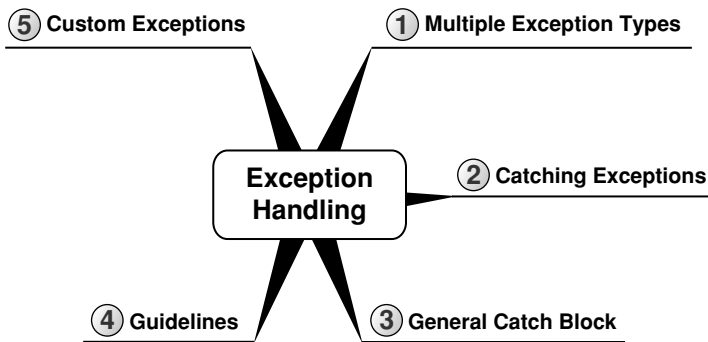 5 Custom Exceptions
1 Multiple Exception Types
Exception
Handling
2 Catching Exceptions
4 Guidelines
3 General Catch Block